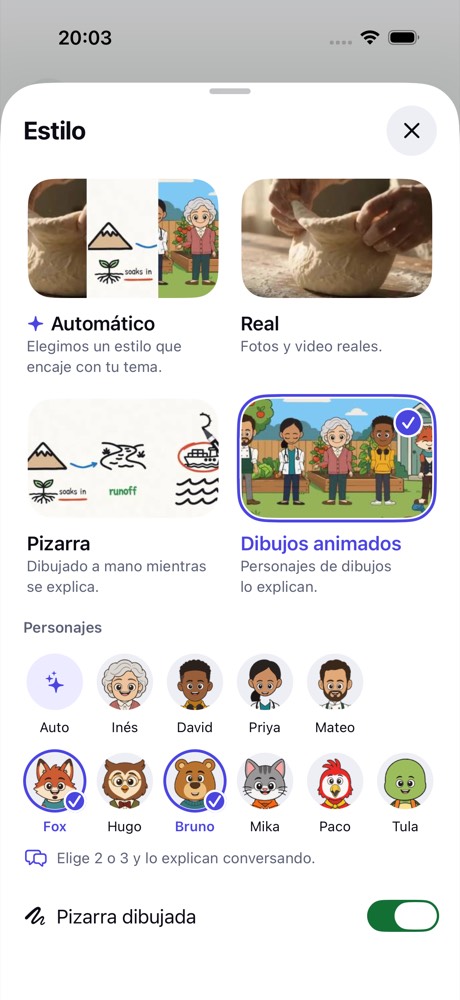 20:03
Estilo
soaks in
Automático
Elegimos un estilo que
encaje con tu tema.
Real
Fotos y video reales.
soaks in
runoff
Pizarra
Dibujado a mano mientras
se explica.
Dibujos animados
Personajes de dibujos
lo explican.
Personajes
Auto
Inés
David
Priya
Mateo
Fox
Hugo
Bruno
Mika
Paco
Tula
Elige 2 o 3 y lo explican conversando.
Pizarra dibujada